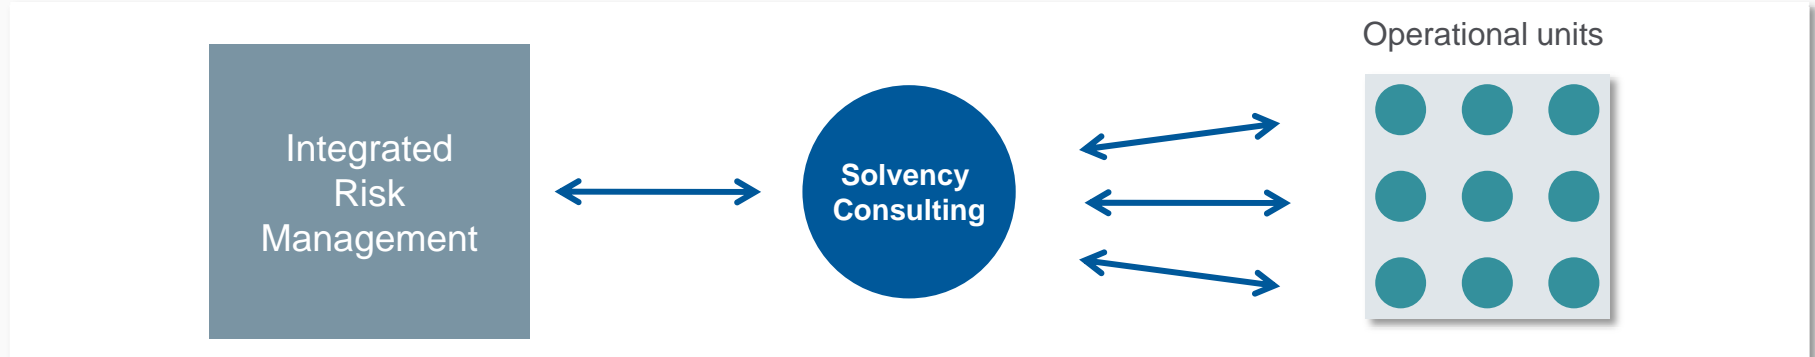 Operational units
Integrated
Risk
Management
Solvency
Consulting